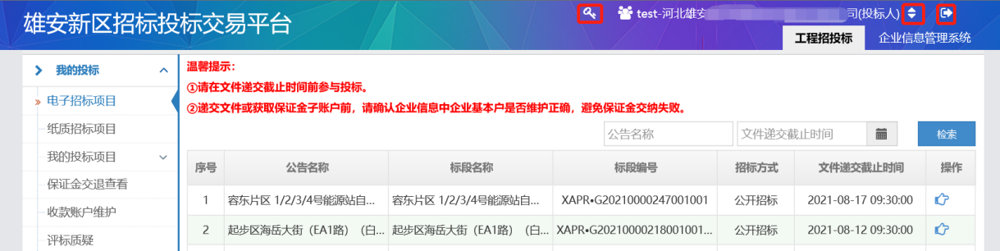 雄安新区招标投标交易平台
test-河北雄安 司(投标人)
工程招投标 企业信息管理系统
我的投标
电子招标项目
纸质招标项目
我的投标项目
保证金交退查看
收款账户维护
评标质疑
温馨提示：
①请在文件递交截止时间前参与投标。
②递交文件或获取保证金子账户前，请确认企业信息中企业基本户是否维护正确，避免保证金交纳失败。
公告名称 文件递交截止时间 检索
序号 公告名称 标段名称 标段编号 招标方式 文件递交截止时间 操作
1 容东片区 1/2/3/4号能源站自... 容东片区 1/2/3/4号能源站自... XAPR•G20210000247001001 公开招标 2021-08-17 09:30:00
2 起步区海岳大街（EA1路）（白... 起步区海岳大街（EA1路）（白... XAPR•G20210000218001001... 公开招标 2021-08-12 09:30:00